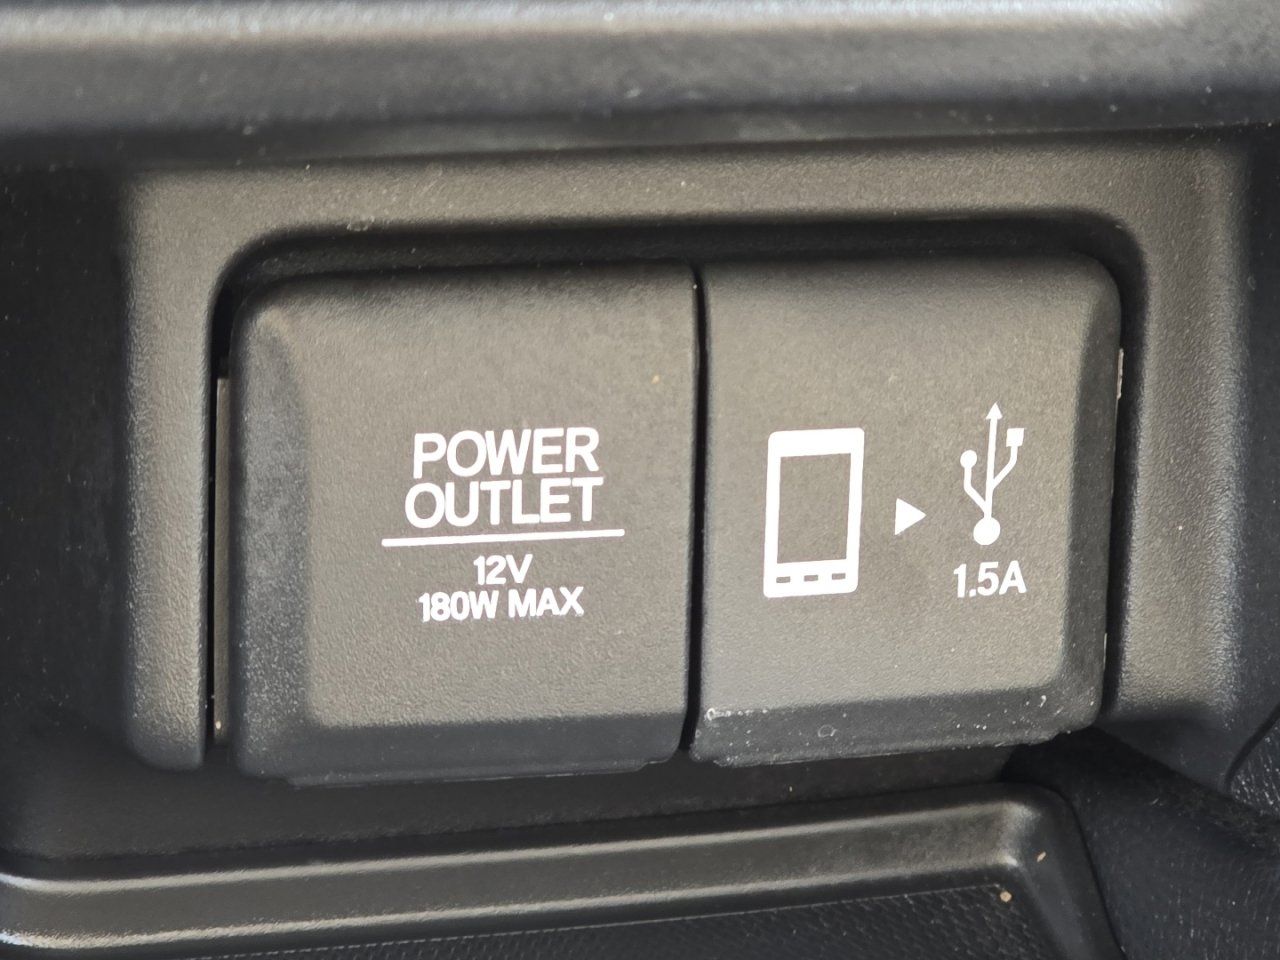 POWER
OUTLET
12V
180W MAX
1.5A